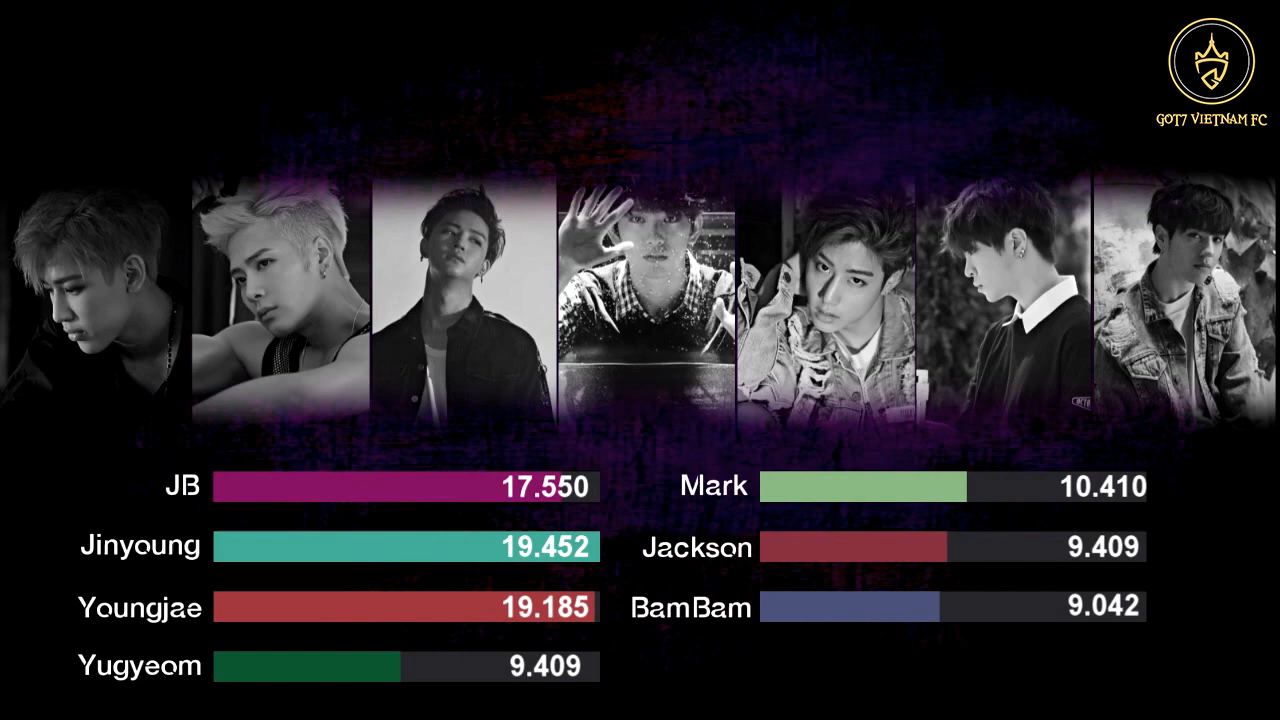 GOT7 VIETNAM FC
JB 17.550
Jinyoung 19.452
Youngjae 19.185
Yugyeom 9.409
Mark 10.410
Jackson 9.409
BamBam 9.042